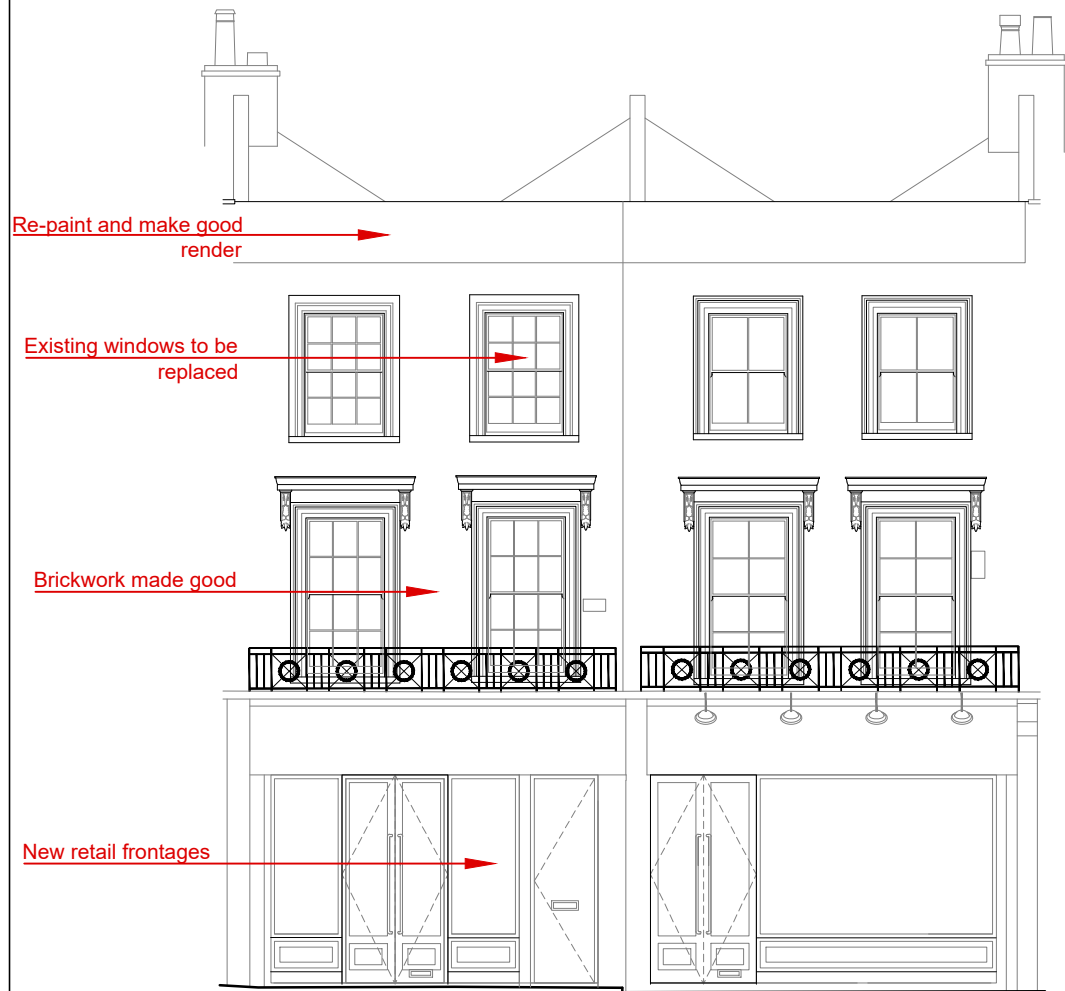 Re-paint and make good
render
Existing windows to be
replaced
Brickwork made good
New retail frontages